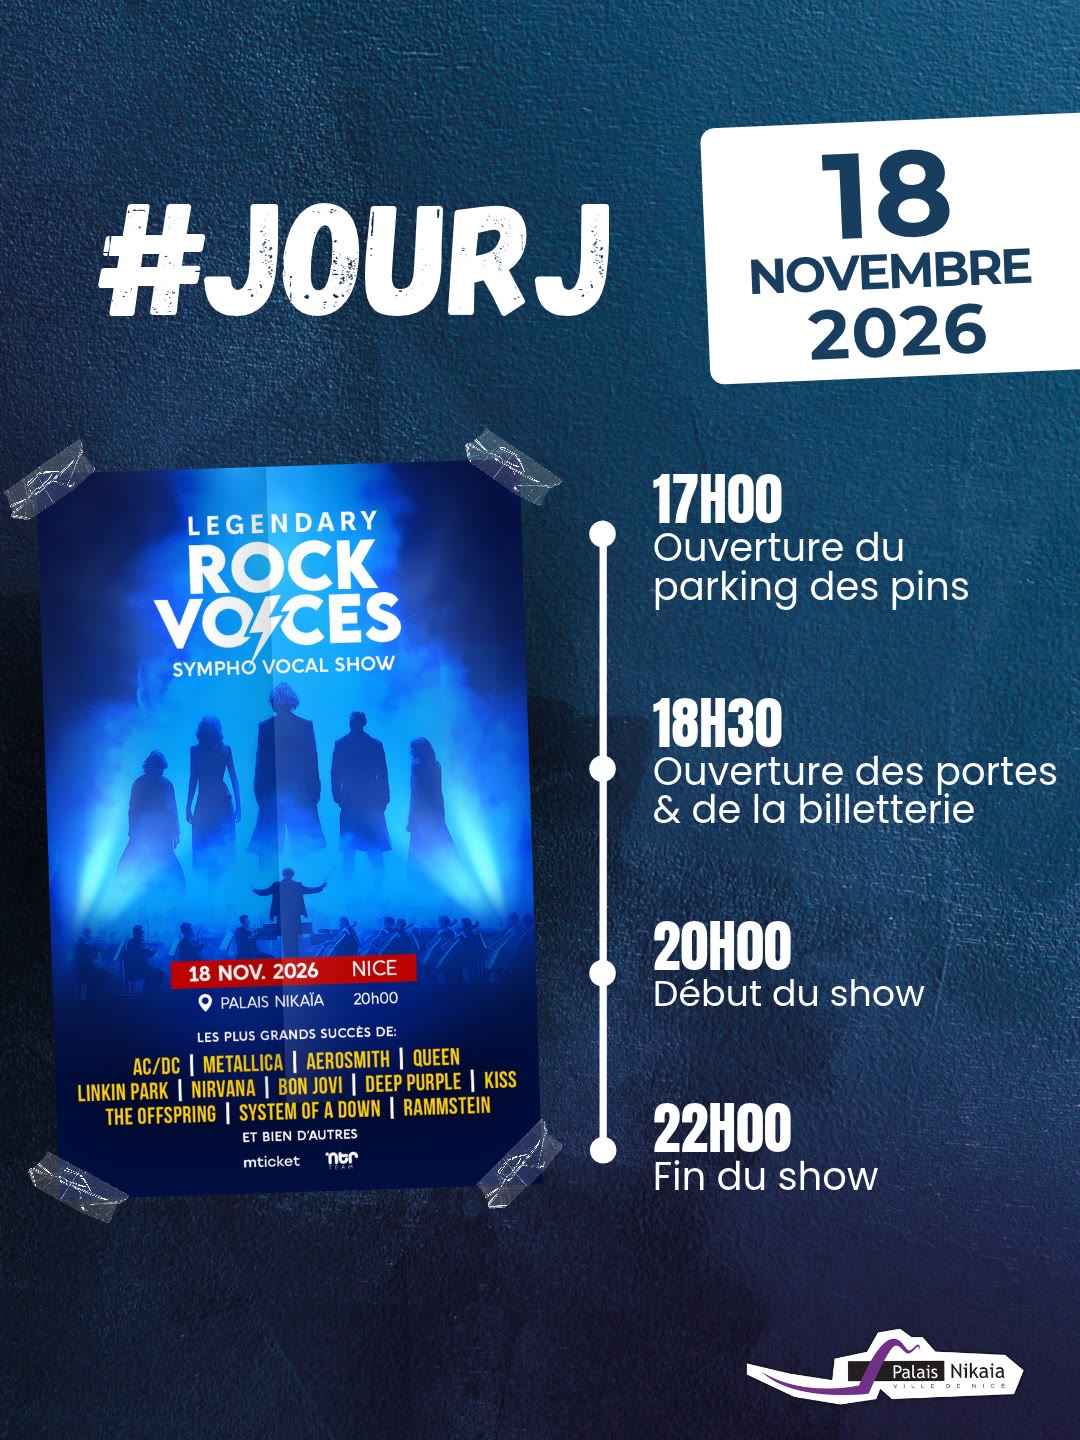 #JOURJ
18
NOVEMBRE
2026
LEGENDARY
ROCK
VOICES
SYMPHO VOCAL SHOW
18 NOV. 2026 NICE
PALAIS NIKAÏA 20h00
LES PLUS GRANDS SUCCÈS DE:
AC/DC | METALLICA | AEROSMITH | QUEEN
LINKIN PARK | NIRVANA | BON JOVI | DEEP PURPLE | KISS
THE OFFSPRING | SYSTEM OF A DOWN | RAMMSTEIN
ET BIEN D'AUTRES
mticket ntr
TEAM
17H00
Ouverture du
parking des pins
18H30
Ouverture des portes
& de la billetterie
20H00
Début du show
22H00
Fin du show
Palais Nikaia
VILLE DE NICE